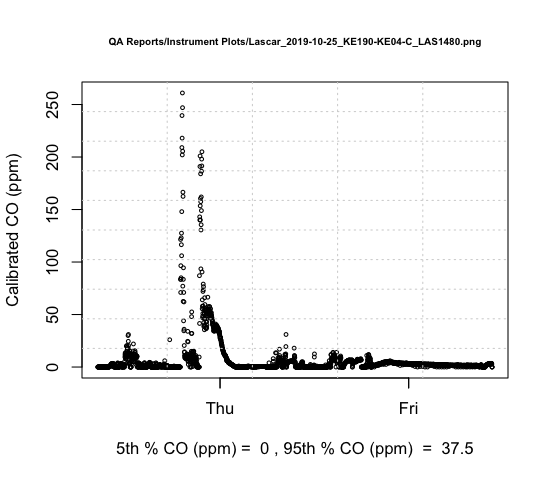 QA Reports/Instrument Plots/Lascar_2019-10-25_KE190-KE04-C_LAS1480.png
Calibrated CO (ppm)
250
200
150
100
50
0
Thu Fri
5th % CO (ppm) = 0 , 95th % CO (ppm) = 37.5